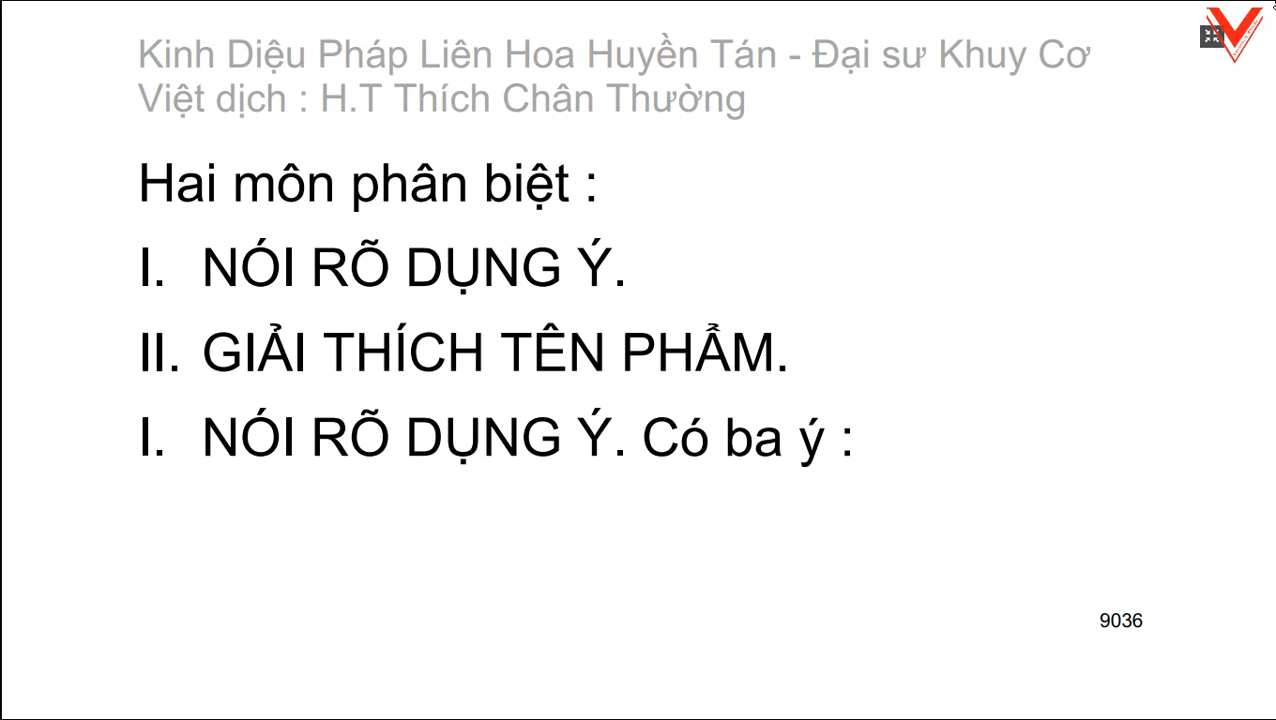 Kinh Diệu Pháp Liên Hoa Huyền Tán - Đại sư Khuy Cơ
Việt dịch : H.T Thích Chân Thường
Hai môn phân biệt :
I. NÓI RÕ DỤNG Ý.
II. GIẢI THÍCH TÊN PHẨM.
I. NÓI RÕ DỤNG Ý. Có ba ý :
9036